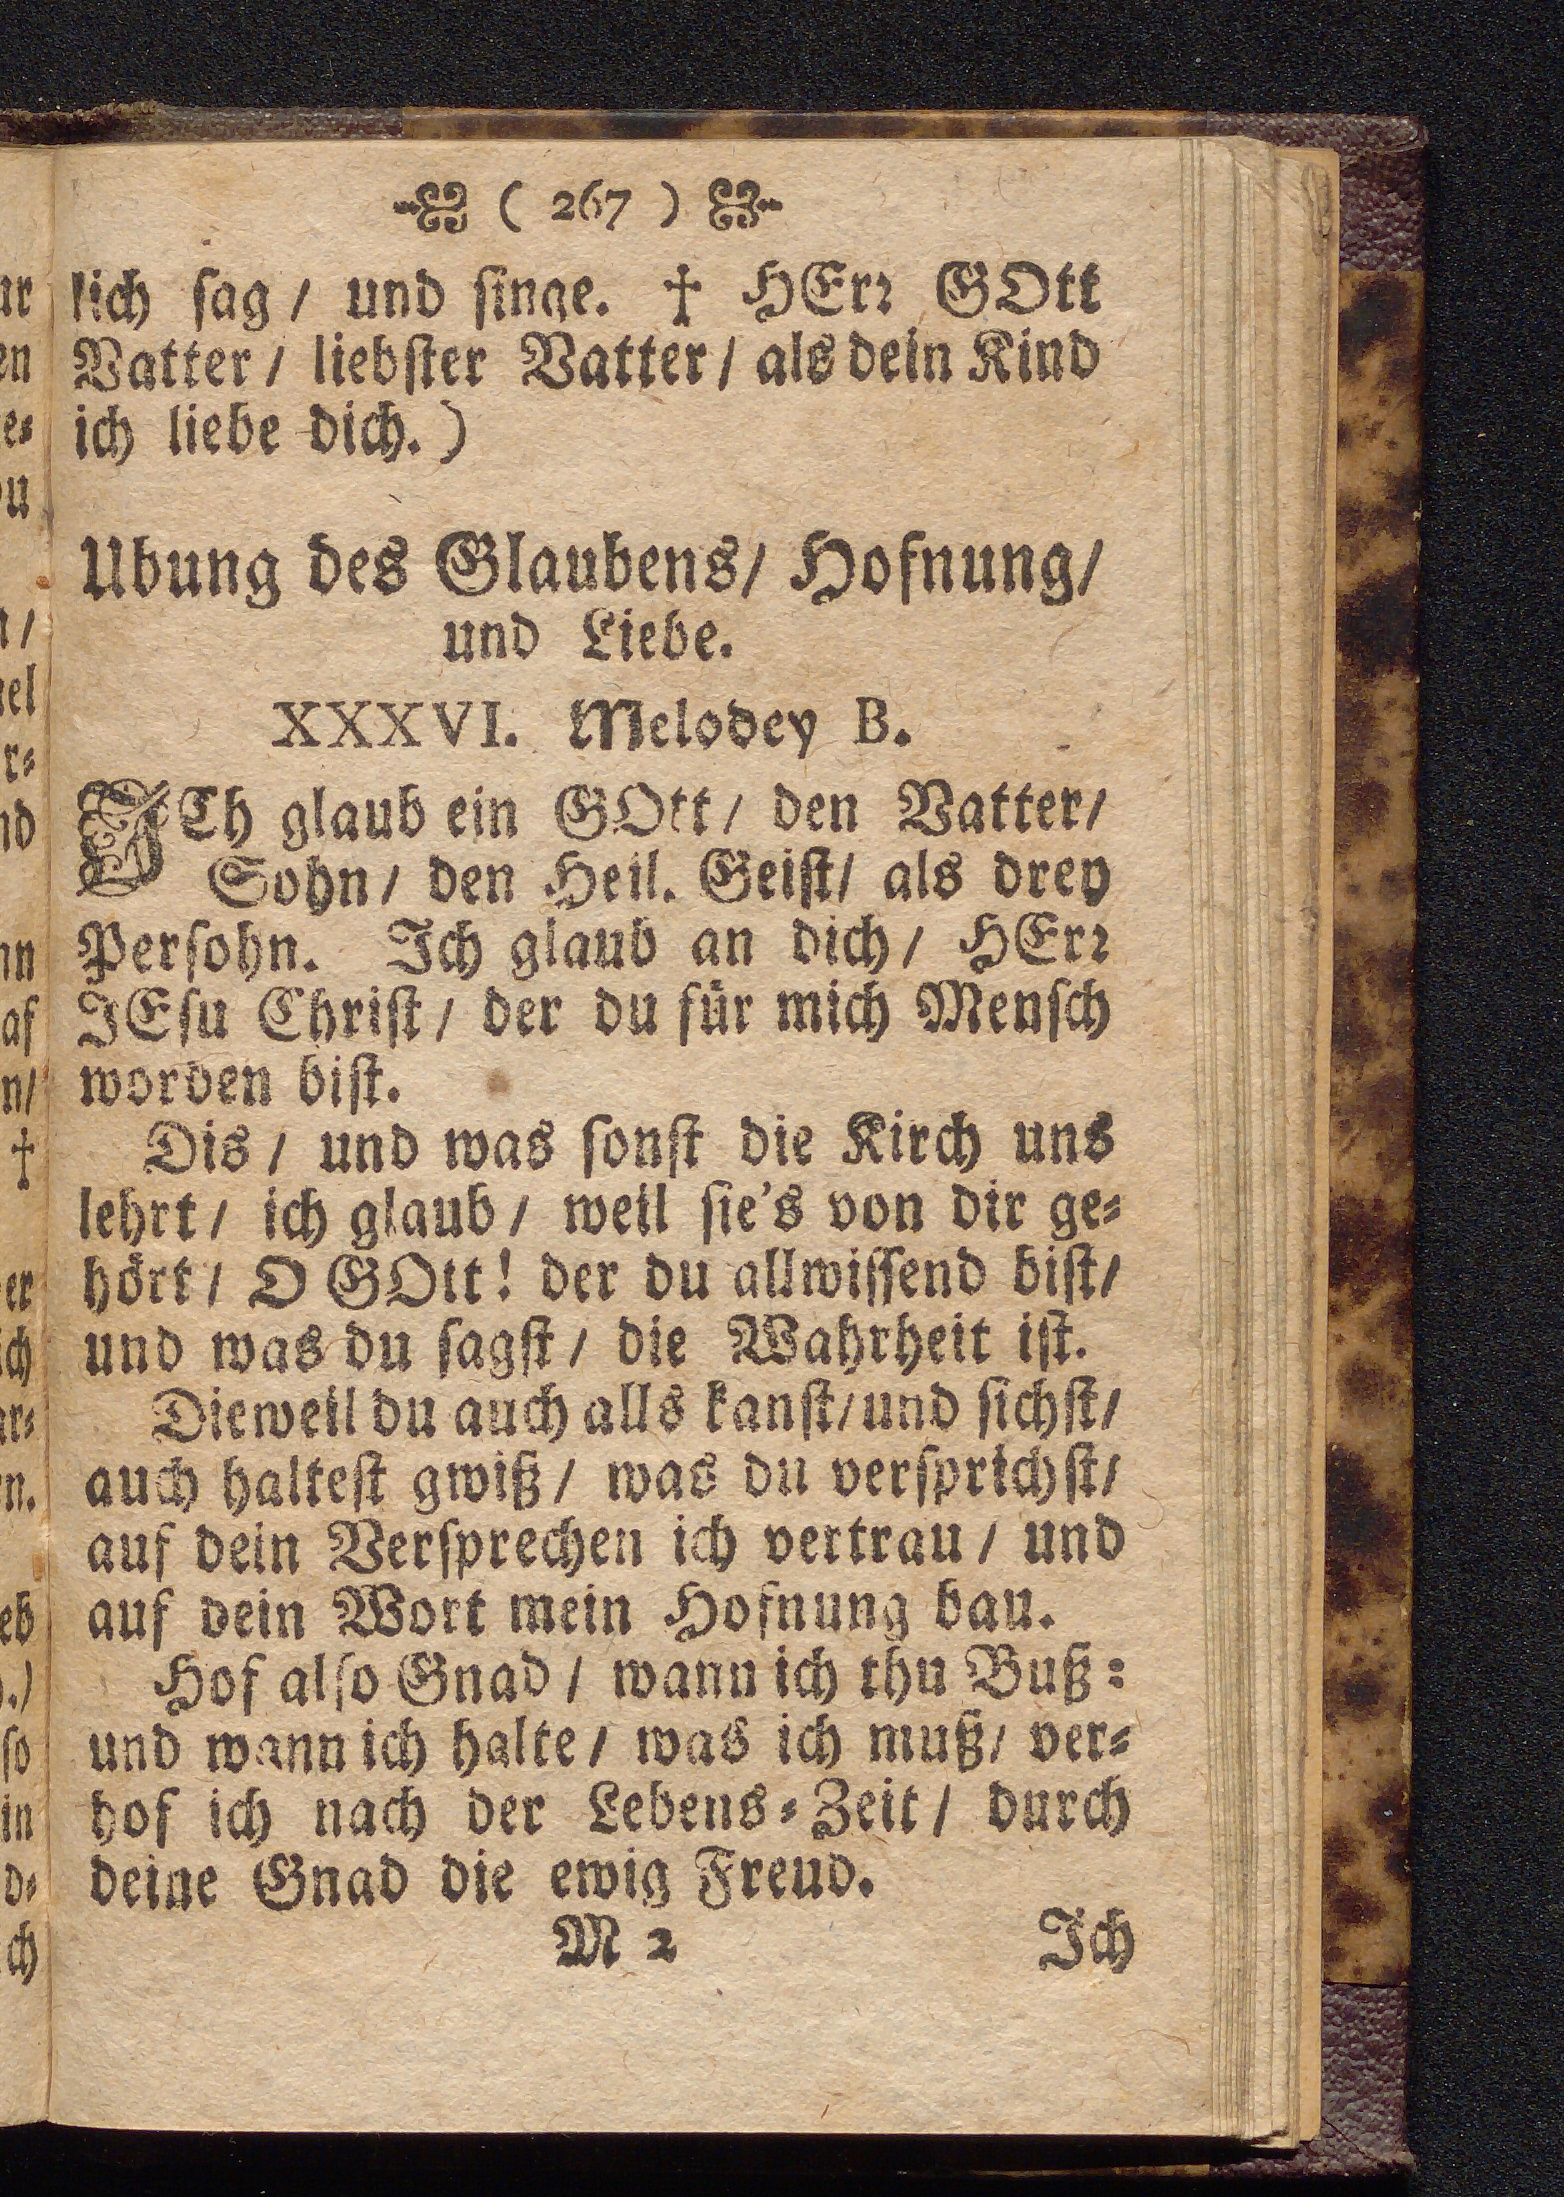 ( 267 )
lich ſag / und ſinge. † HErꝛ GOtt
Vatter / liebſter Vatter / als dein Kind
ich liebe dich. )
Ubung des Glaubens / Hofnung /
und Liebe.
XXXVI. Melodey B.
ICh glaub ein GOtt / den Vatter /
Sohn / den Heil. Geiſt / als drey
Perſohn. Ich glaub an dich / HErꝛ
JEſu Chriſt / der du für mich Menſch
worden biſt.
Dis / und was ſonſt die Kirch uns
lehrt / ich glaub / weil ſie's von dir ge⸗
hört / O GOtt! der du allwiſſend biſt /
und was du ſagſt / die Wahrheit iſt.
Dieweil du auch alls kanſt / und ſichſt /
auch halteſt gwiß / was du verſprichſt /
auf dein Verſprechen ich vertrau / und
auf dein Wort mein Hofnung bau.
Hof alſo Gnad / wann ich thu Buß:
und wann ich halte / was ich muß / ver⸗
hof ich nach der Lebens⸗Zeit / durch
deine Gnad die ewig Freud.
M 2 Ich